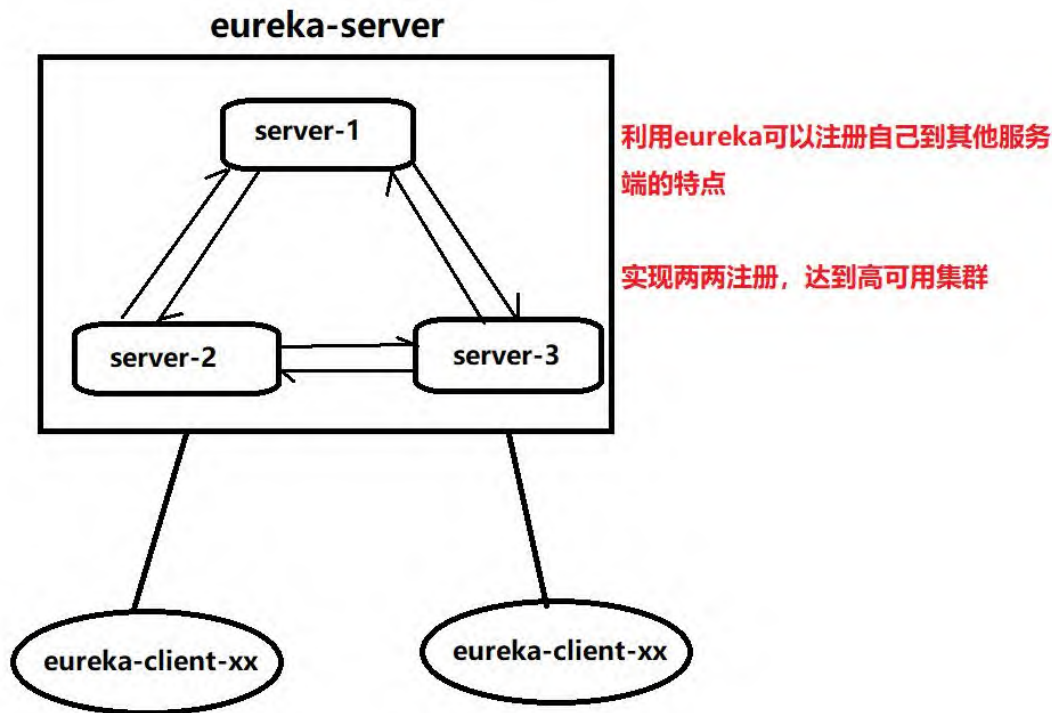 eureka-server
server-1
利用eureka可以注册自己到其他服务
端的特点
实现两两注册，达到高可用集群
server-2
server-3
eureka-client-xx
eureka-client-xx